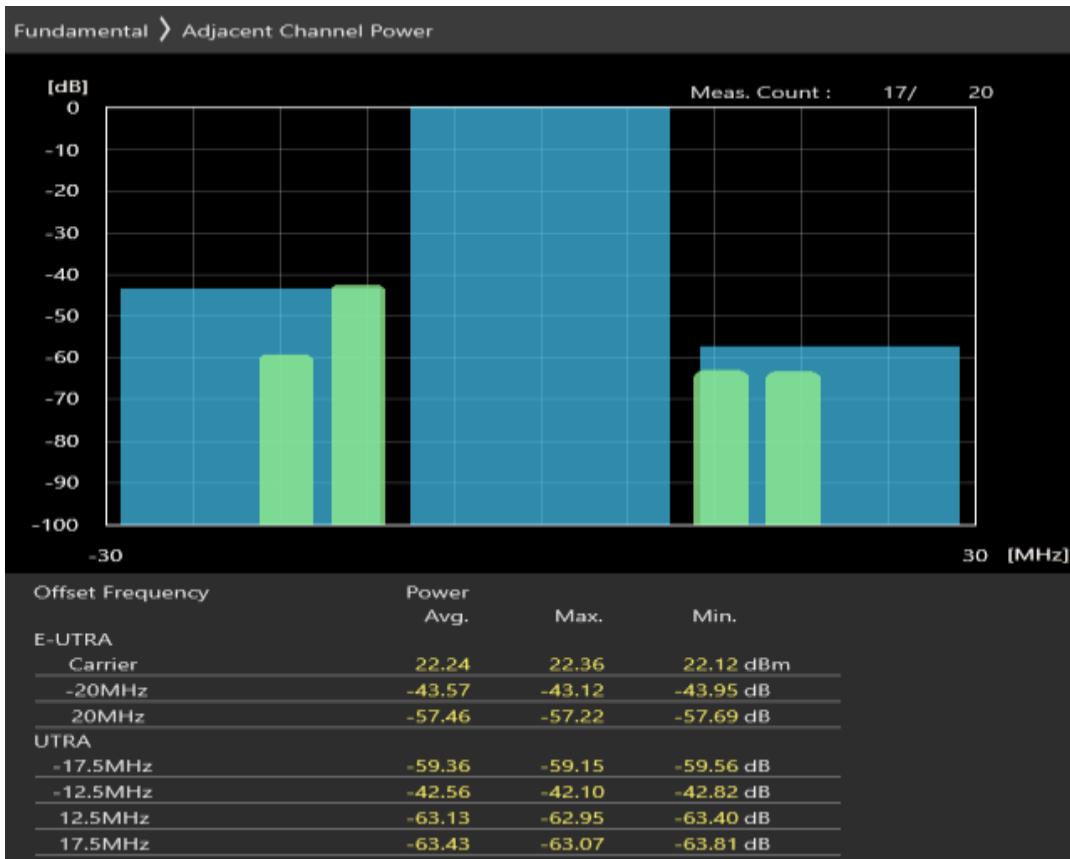 Fundamental ❯ Adjacent Channel Power
[dB]
Meas. Count : 17/ 20
0
-10
-20
-30
-40
-50
-60
-70
-80
-90
-100
-30 30 [MHz]
Offset Frequency Power
Avg. Max. Min.
E-UTRA
Carrier 22.24 22.36 22.12 dBm
-20MHz -43.57 -43.12 -43.95 dB
20MHz -57.46 -57.22 -57.69 dB
UTRA
-17.5MHz -59.36 -59.15 -59.56 dB
-12.5MHz -42.56 -42.10 -42.82 dB
12.5MHz -63.13 -62.95 -63.40 dB
17.5MHz -63.43 -63.07 -63.81 dB